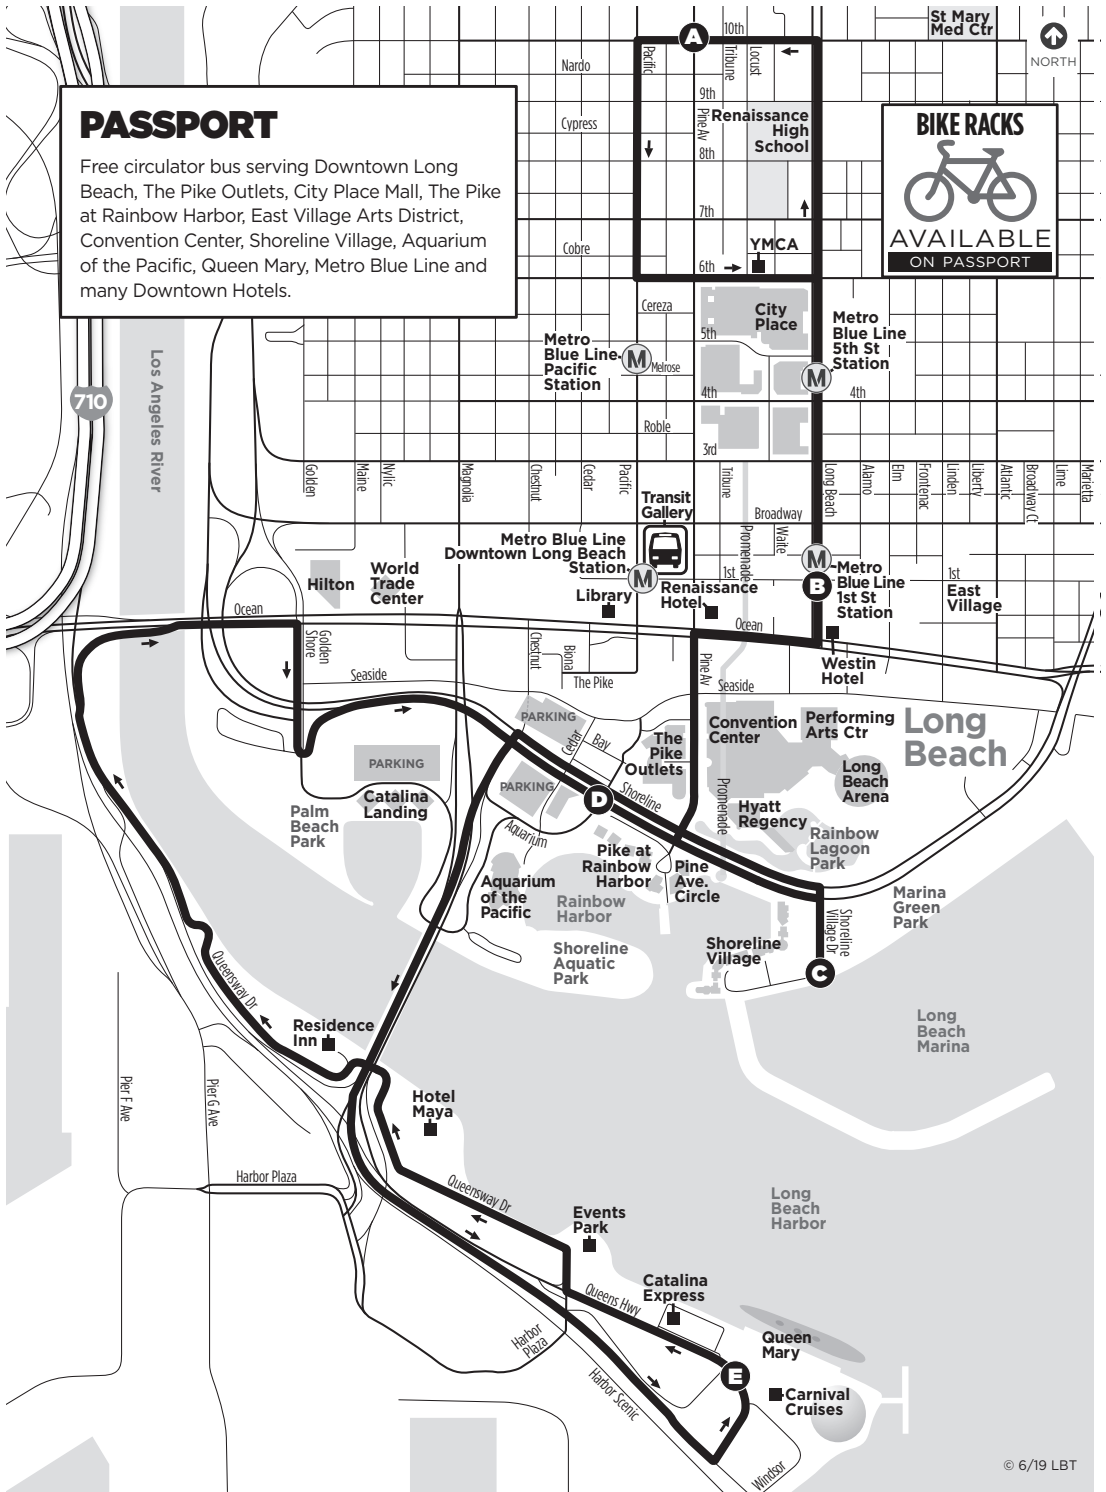 St Mary
Med Ctr
NORTH
A
10th
Pacific
Tribune
Locust
Nardo
9th
Pine Av
Renaissance
High
School
Cypress
8th
7th
Cobre
YMCA
6th
PASSPORT
Free circulator bus serving Downtown Long
Beach, The Pike Outlets, City Place Mall, The Pike
at Rainbow Harbor, East Village Arts District,
Convention Center, Shoreline Village, Aquarium
of the Pacific, Queen Mary, Metro Blue Line and
many Downtown Hotels.
BIKE RACKS
AVAILABLE
ON PASSPORT
Cereza
City
Place
5th
Metro
Blue Line
Pacific
Station
M
Melrose
Metro
Blue Line
5th St
Station
M
4th
4th
710
Los Angeles River
Roble
3rd
Golden
Maine
Nylic
Magnolia
Chestnut
Cedar
Pacific
Tribune
Long Beach
Alamo
Elm
Frontenac
Linden
Liberty
Atlantic
Broadway Ct
Lime
Marietta
Transit
Gallery
Broadway
Promenade
Waite
Metro Blue Line
Downtown Long Beach
Station
M
1st
M
Metro
Blue Line
1st St
Station
B
1st
East
Village
Hilton
World
Trade
Center
Library
Renaissance
Hotel
Ocean
Ocean
Golden
Shore
Chestnut
Biona
The Pike
Pine Av
Westin
Hotel
Seaside
Seaside
PARKING
Cedar
Bay
The
Pike
Outlets
Convention
Center
Performing
Arts Ctr
Long
Beach
PARKING
PARKING
Catalina
Landing
D
Shoreline
Promenade
Long
Beach
Arena
Hyatt
Regency
Palm
Beach
Park
Aquarium
Rainbow
Lagoon
Park
Pike at
Rainbow
Harbor
Pine
Ave.
Circle
Aquarium
of the
Pacific
Rainbow
Harbor
Marina
Green
Park
Shoreline
Village Dr
Shoreline
Village
C
Shoreline
Aquatic
Park
Queensway Dr
Long
Beach
Marina
Residence
Inn
Pier F Ave
Pier G Ave
Hotel
Maya
Harbor Plaza
Queensway Dr
Long
Beach
Harbor
Events
Park
Catalina
Express
Queens Hwy
Harbor
Plaza
Queen
Mary
E
Harbor Scenic
Carnival
Cruises
Windsor
© 6/19 LBT